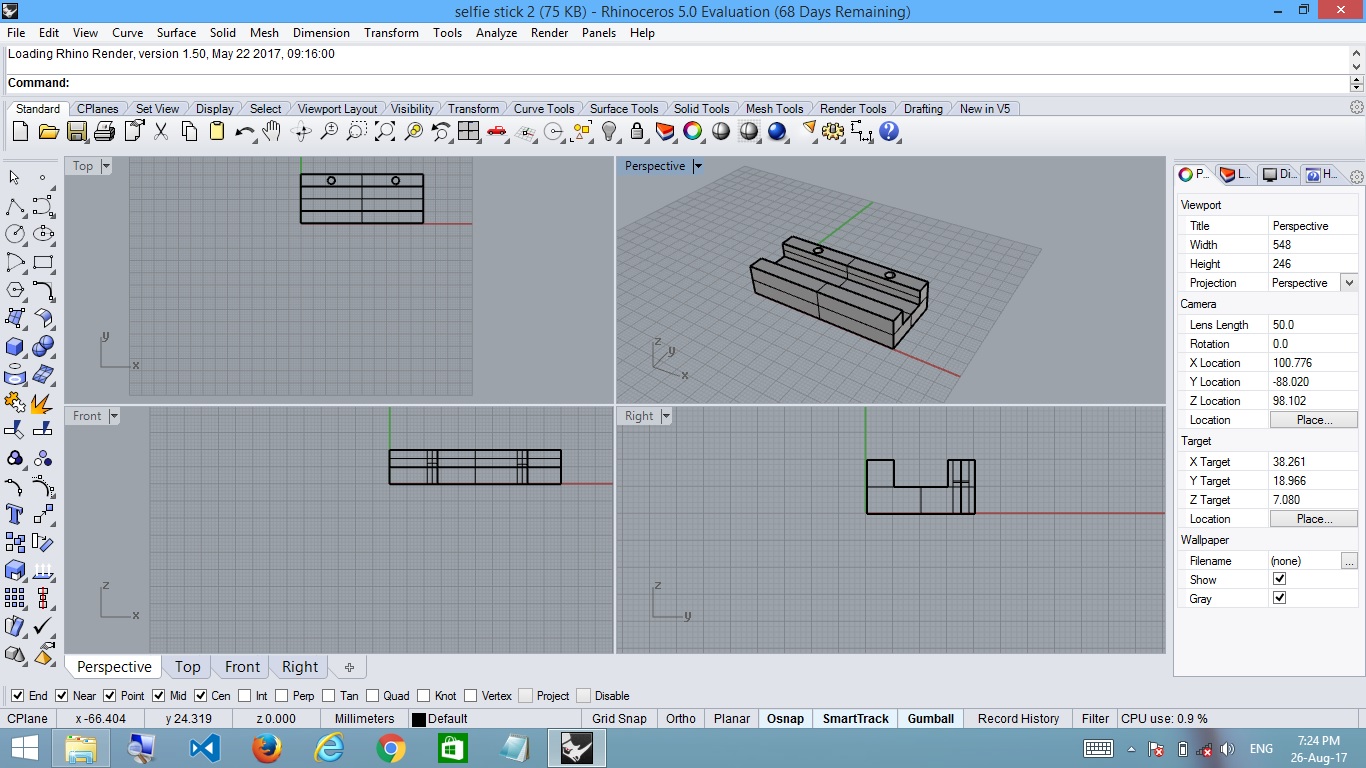 selfie stick 2 (75 KB) - Rhinoceros 5.0 Evaluation (68 Days Remaining)
File Edit View Curve Surface Solid Mesh Dimension Transform Tools Analyze Render Panels Help
Loading Rhino Render, version 1.50, May 22 2017, 09:16:00
Command:
Standard CPlanes Set View Display Select Viewport Layout Visibility Transform Curve Tools Surface Tools Solid Tools Mesh Tools Render Tools Drafting New in V5
Top
y
x
Perspective
z
y
x
Front
z
x
Right
z
y
P... L... Di... H...
Viewport
Title Perspective
Width 548
Height 246
Projection Perspective
Camera
Lens Length 50.0
Rotation 0.0
X Location 100.776
Y Location -88.020
Z Location 98.102
Location Place...
Target
X Target 38.261
Y Target 18.966
Z Target 7.080
Location Place...
Wallpaper
Filename (none) ...
Show
Gray
Perspective Top Front Right
End Near Point Mid Cen Int Perp Tan Quad Knot Vertex Project Disable
CPlane x -66.404 y 24.319 z 0.000 Millimeters Default Grid Snap Ortho Planar Osnap SmartTrack Gumball Record History Filter CPU use: 0.9 %
ENG
7:24 PM
26-Aug-17